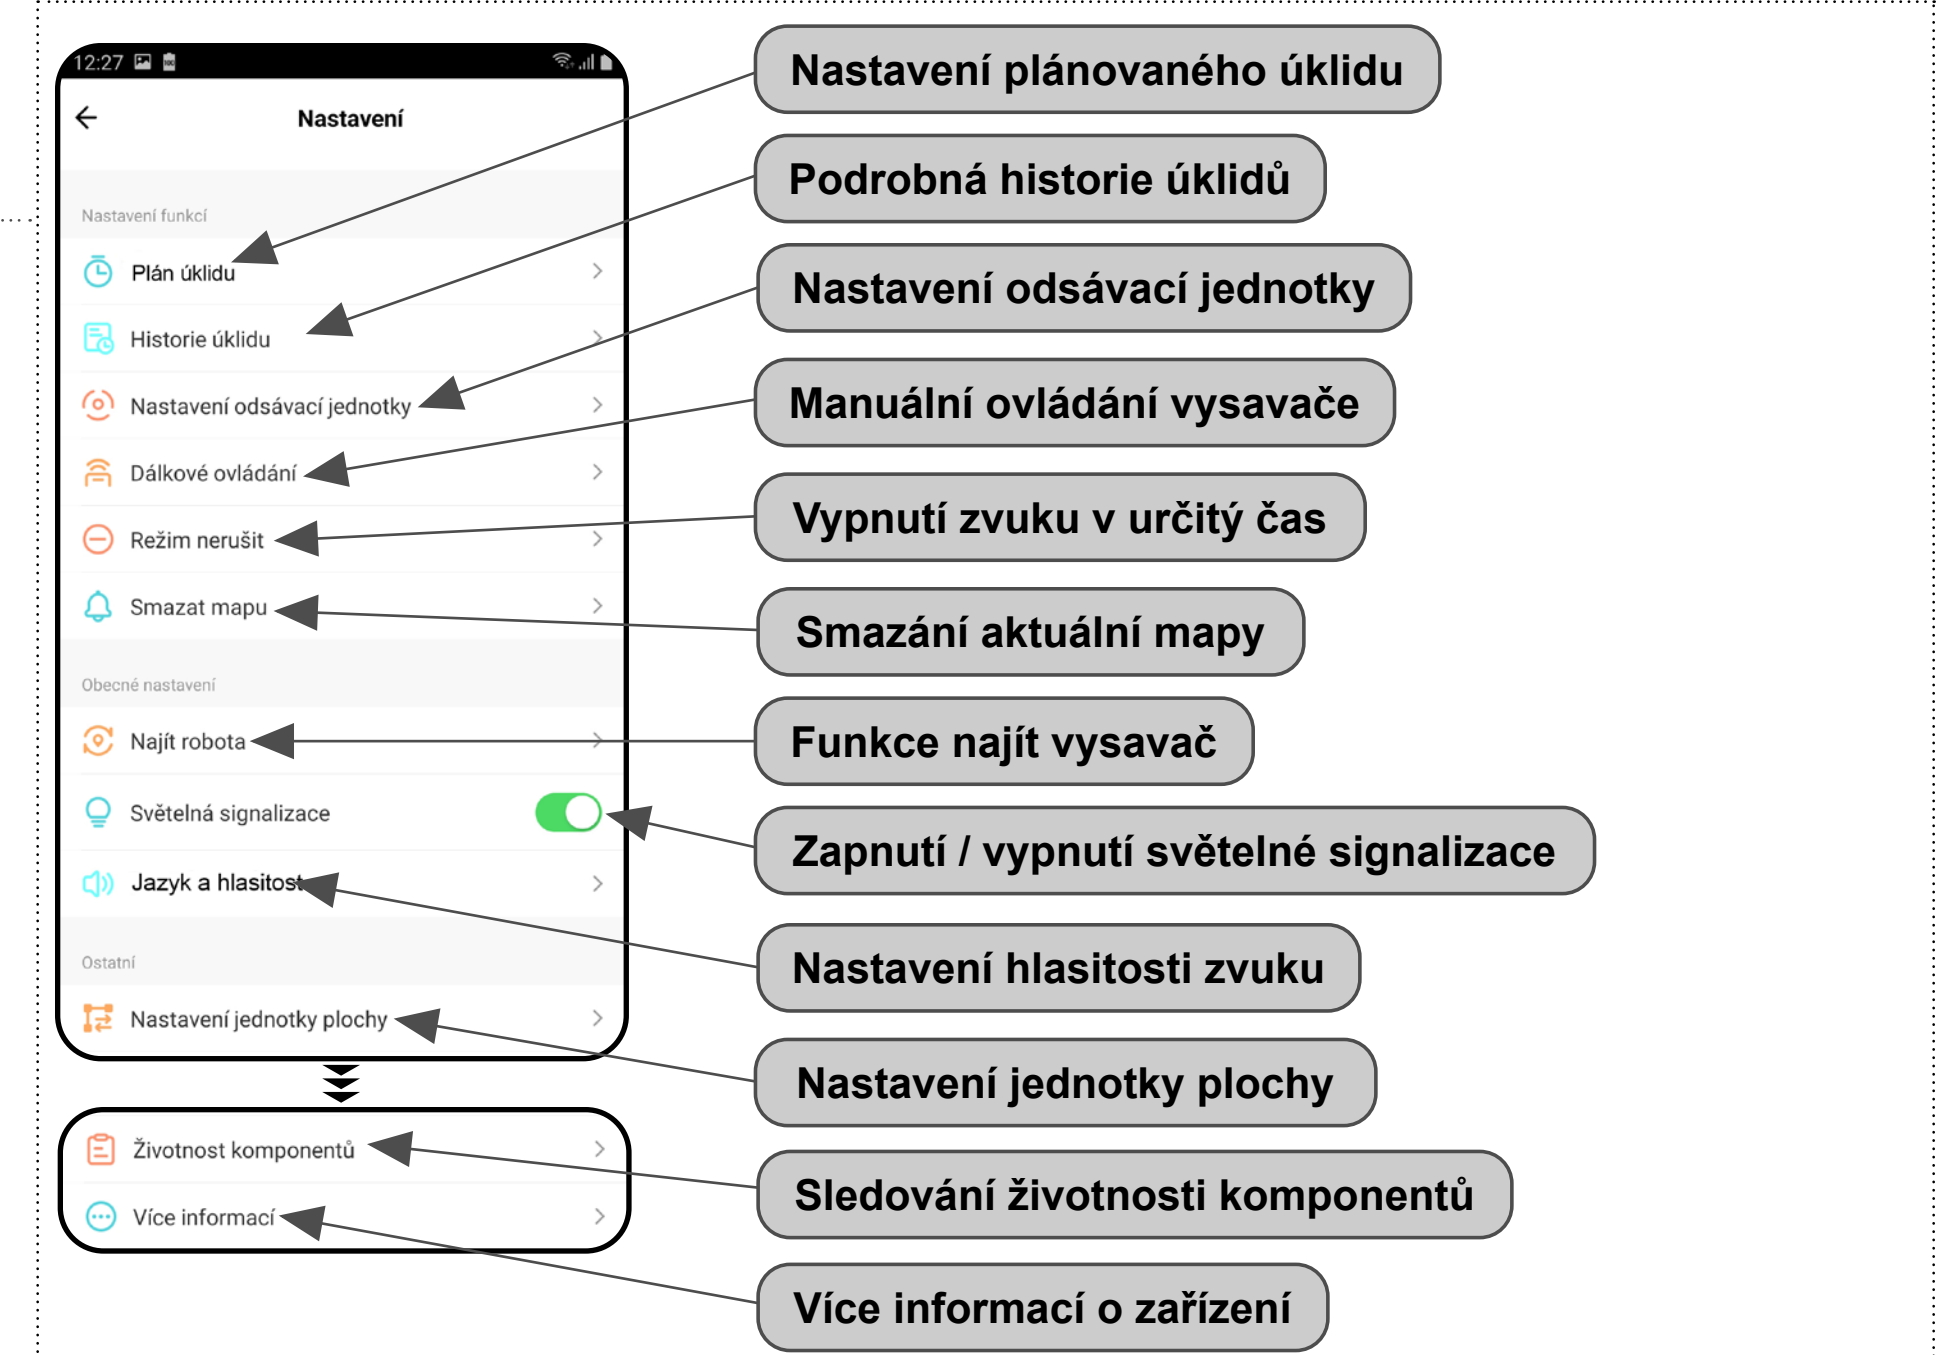 12:27
Nastavení
Nastavení funkcí
Plán úklidu
Historie úklidu
Nastavení odsávací jednotky
Dálkové ovládání
Režim nerušit
Smazat mapu
Obecné nastavení
Najít robota
Světelná signalizace
Jazyk a hlasitost
Ostatní
Nastavení jednotky plochy
Životnost komponentů
Více informací
Nastavení plánovaného úklidu
Podrobná historie úklidů
Nastavení odsávací jednotky
Manuální ovládání vysavače
Vypnutí zvuku v určitý čas
Smazání aktuální mapy
Funkce najít vysavač
Zapnutí / vypnutí světelné signalizace
Nastavení hlasitosti zvuku
Nastavení jednotky plochy
Sledování životnosti komponentů
Více informací o zařízení